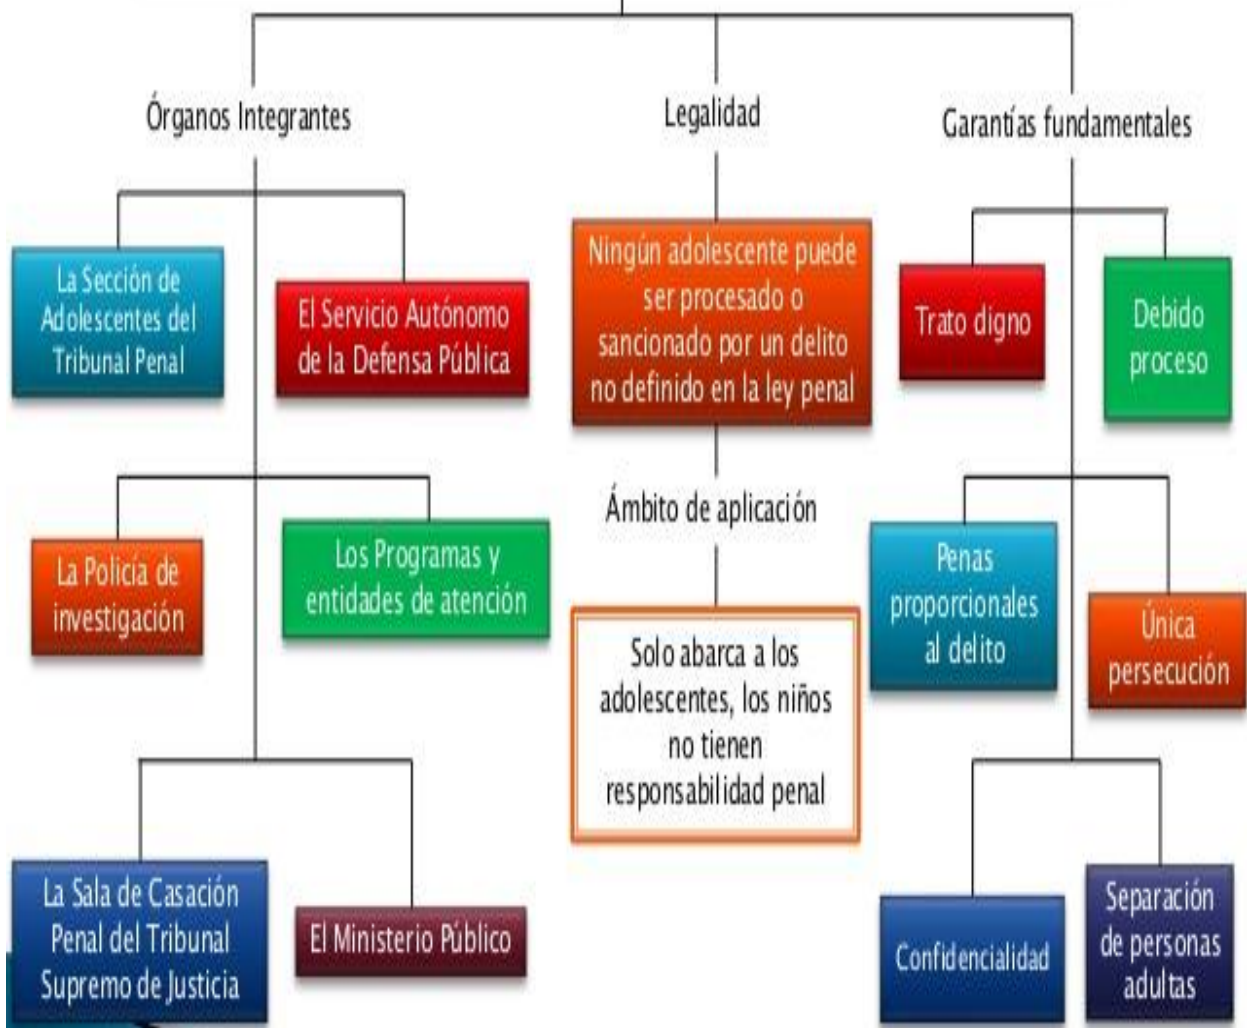 Órganos Integrantes
Legalidad
Garantías fundamentales
La Sección de
Adolescentes del
Tribunal Penal
El Servicio Autónomo
de la Defensa Pública
Ningún adolescente puede
ser procesado o
sancionado por un delito
no definido en la ley penal
Trato digno
Debido
proceso
La Policía de
investigación
Los Programas y
entidades de atención
Ámbito de aplicación
Solo abarca a los
adolescentes, los niños
no tienen
responsabilidad penal
Penas
proporcionales
al delito
Única
persecución
La Sala de Casación
Penal del Tribunal
Supremo de Justicia
El Ministerio Público
Confidencialidad
Separación
de personas
adultas